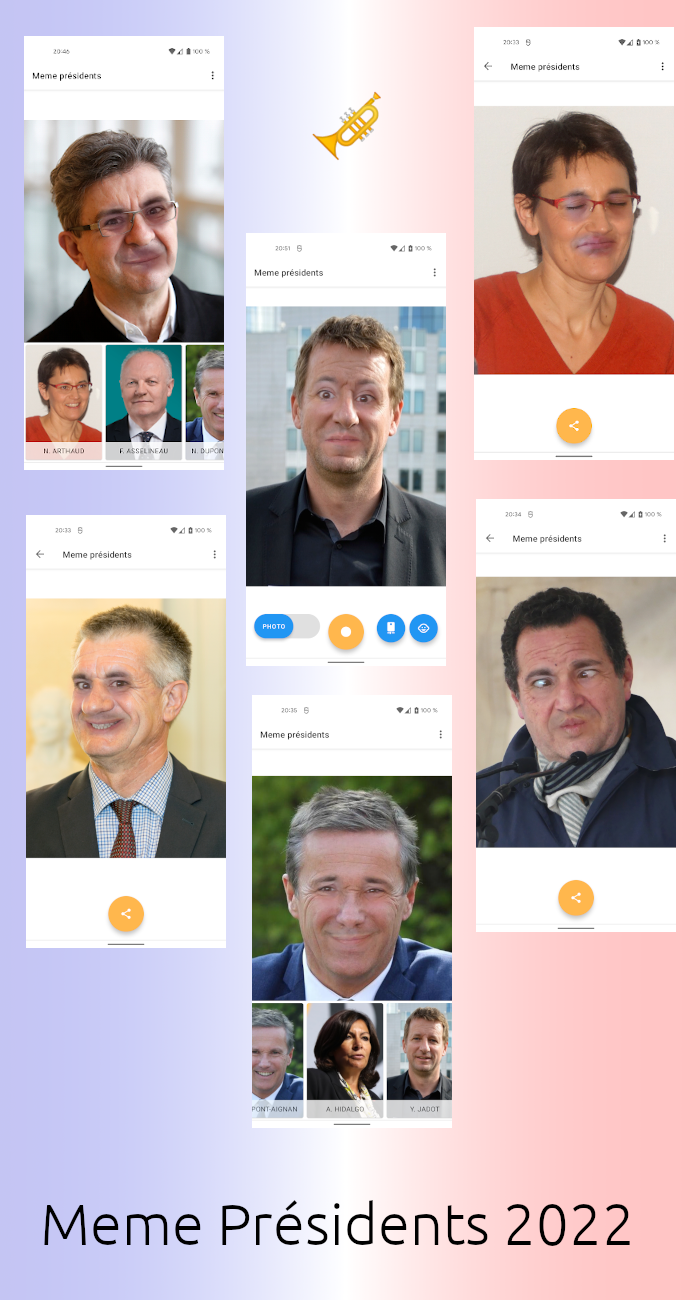 20:46
100 %
Meme présidents
N. ARTHAUD
F. ASSELINEAU
N. DUPON
20:33
100 %
Meme présidents
20:51
100 %
Meme présidents
PHOTO
20:33
100 %
Meme présidents
20:34
100 %
Meme présidents
20:35
100 %
Meme présidents
PONT-AIGNAN
A. HIDALGO
Y. JADOT
Meme Présidents 2022